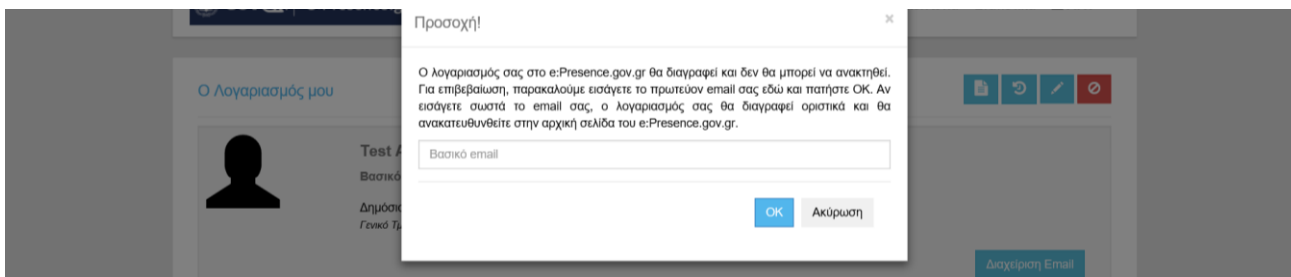 Προσοχή!
×
Ο λογαριασμός σας στο e:Presence.gov.gr θα διαγραφεί και δεν θα μπορεί να ανακτηθεί.
Για επιβεβαίωση, παρακαλούμε εισάγετε το πρωτεύον email σας εδώ και πατήστε ΟΚ. Αν
εισάγετε σωστά το email σας, ο λογαριασμός σας θα διαγραφεί οριστικά και θα
ανακατευθυνθείτε στην αρχική σελίδα του e:Presence.gov.gr.
Βασικό email
OK Ακύρωση
Ο Λογαριασμός μου
Test
Διαχείριση Email